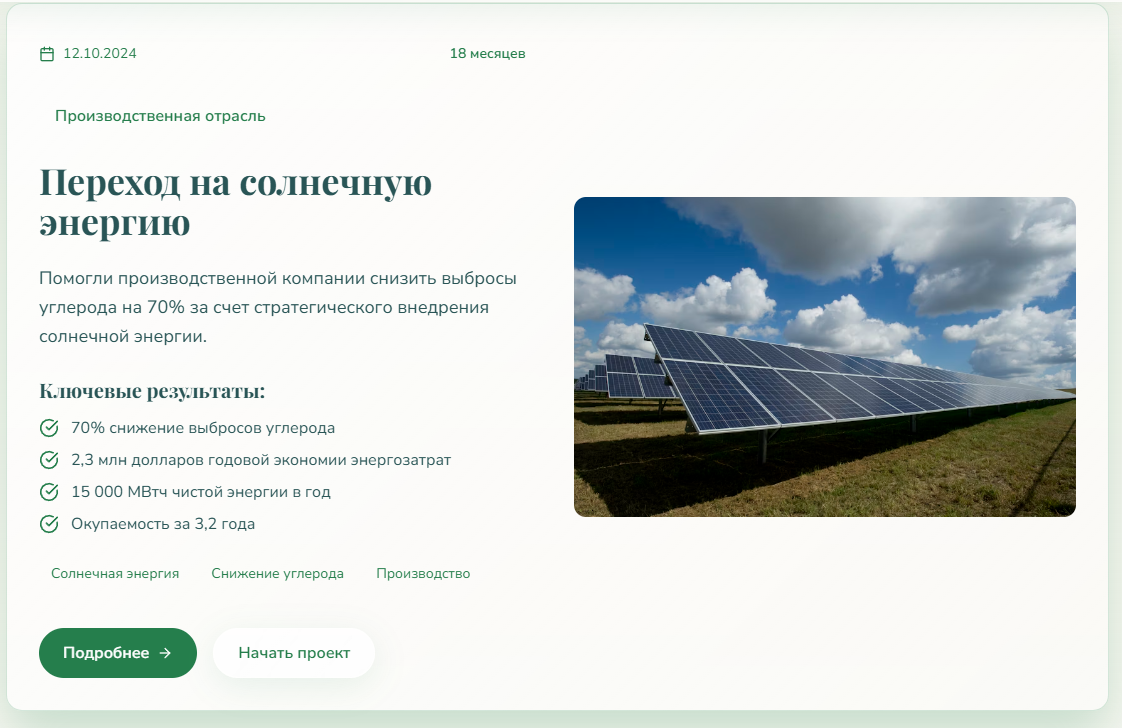 12.10.2024
18 месяцев
Производственная отрасль
Переход на солнечную
энергию
Помогли производственной компании снизить выбросы
углерода на 70% за счет стратегического внедрения
солнечной энергии.
Ключевые результаты:
70% снижение выбросов углерода
2,3 млн долларов годовой экономии энергозатрат
15 000 МВтч чистой энергии в год
Окупаемость за 3,2 года
Солнечная энергия Снижение углерода Производство
Подробнее → Начать проект